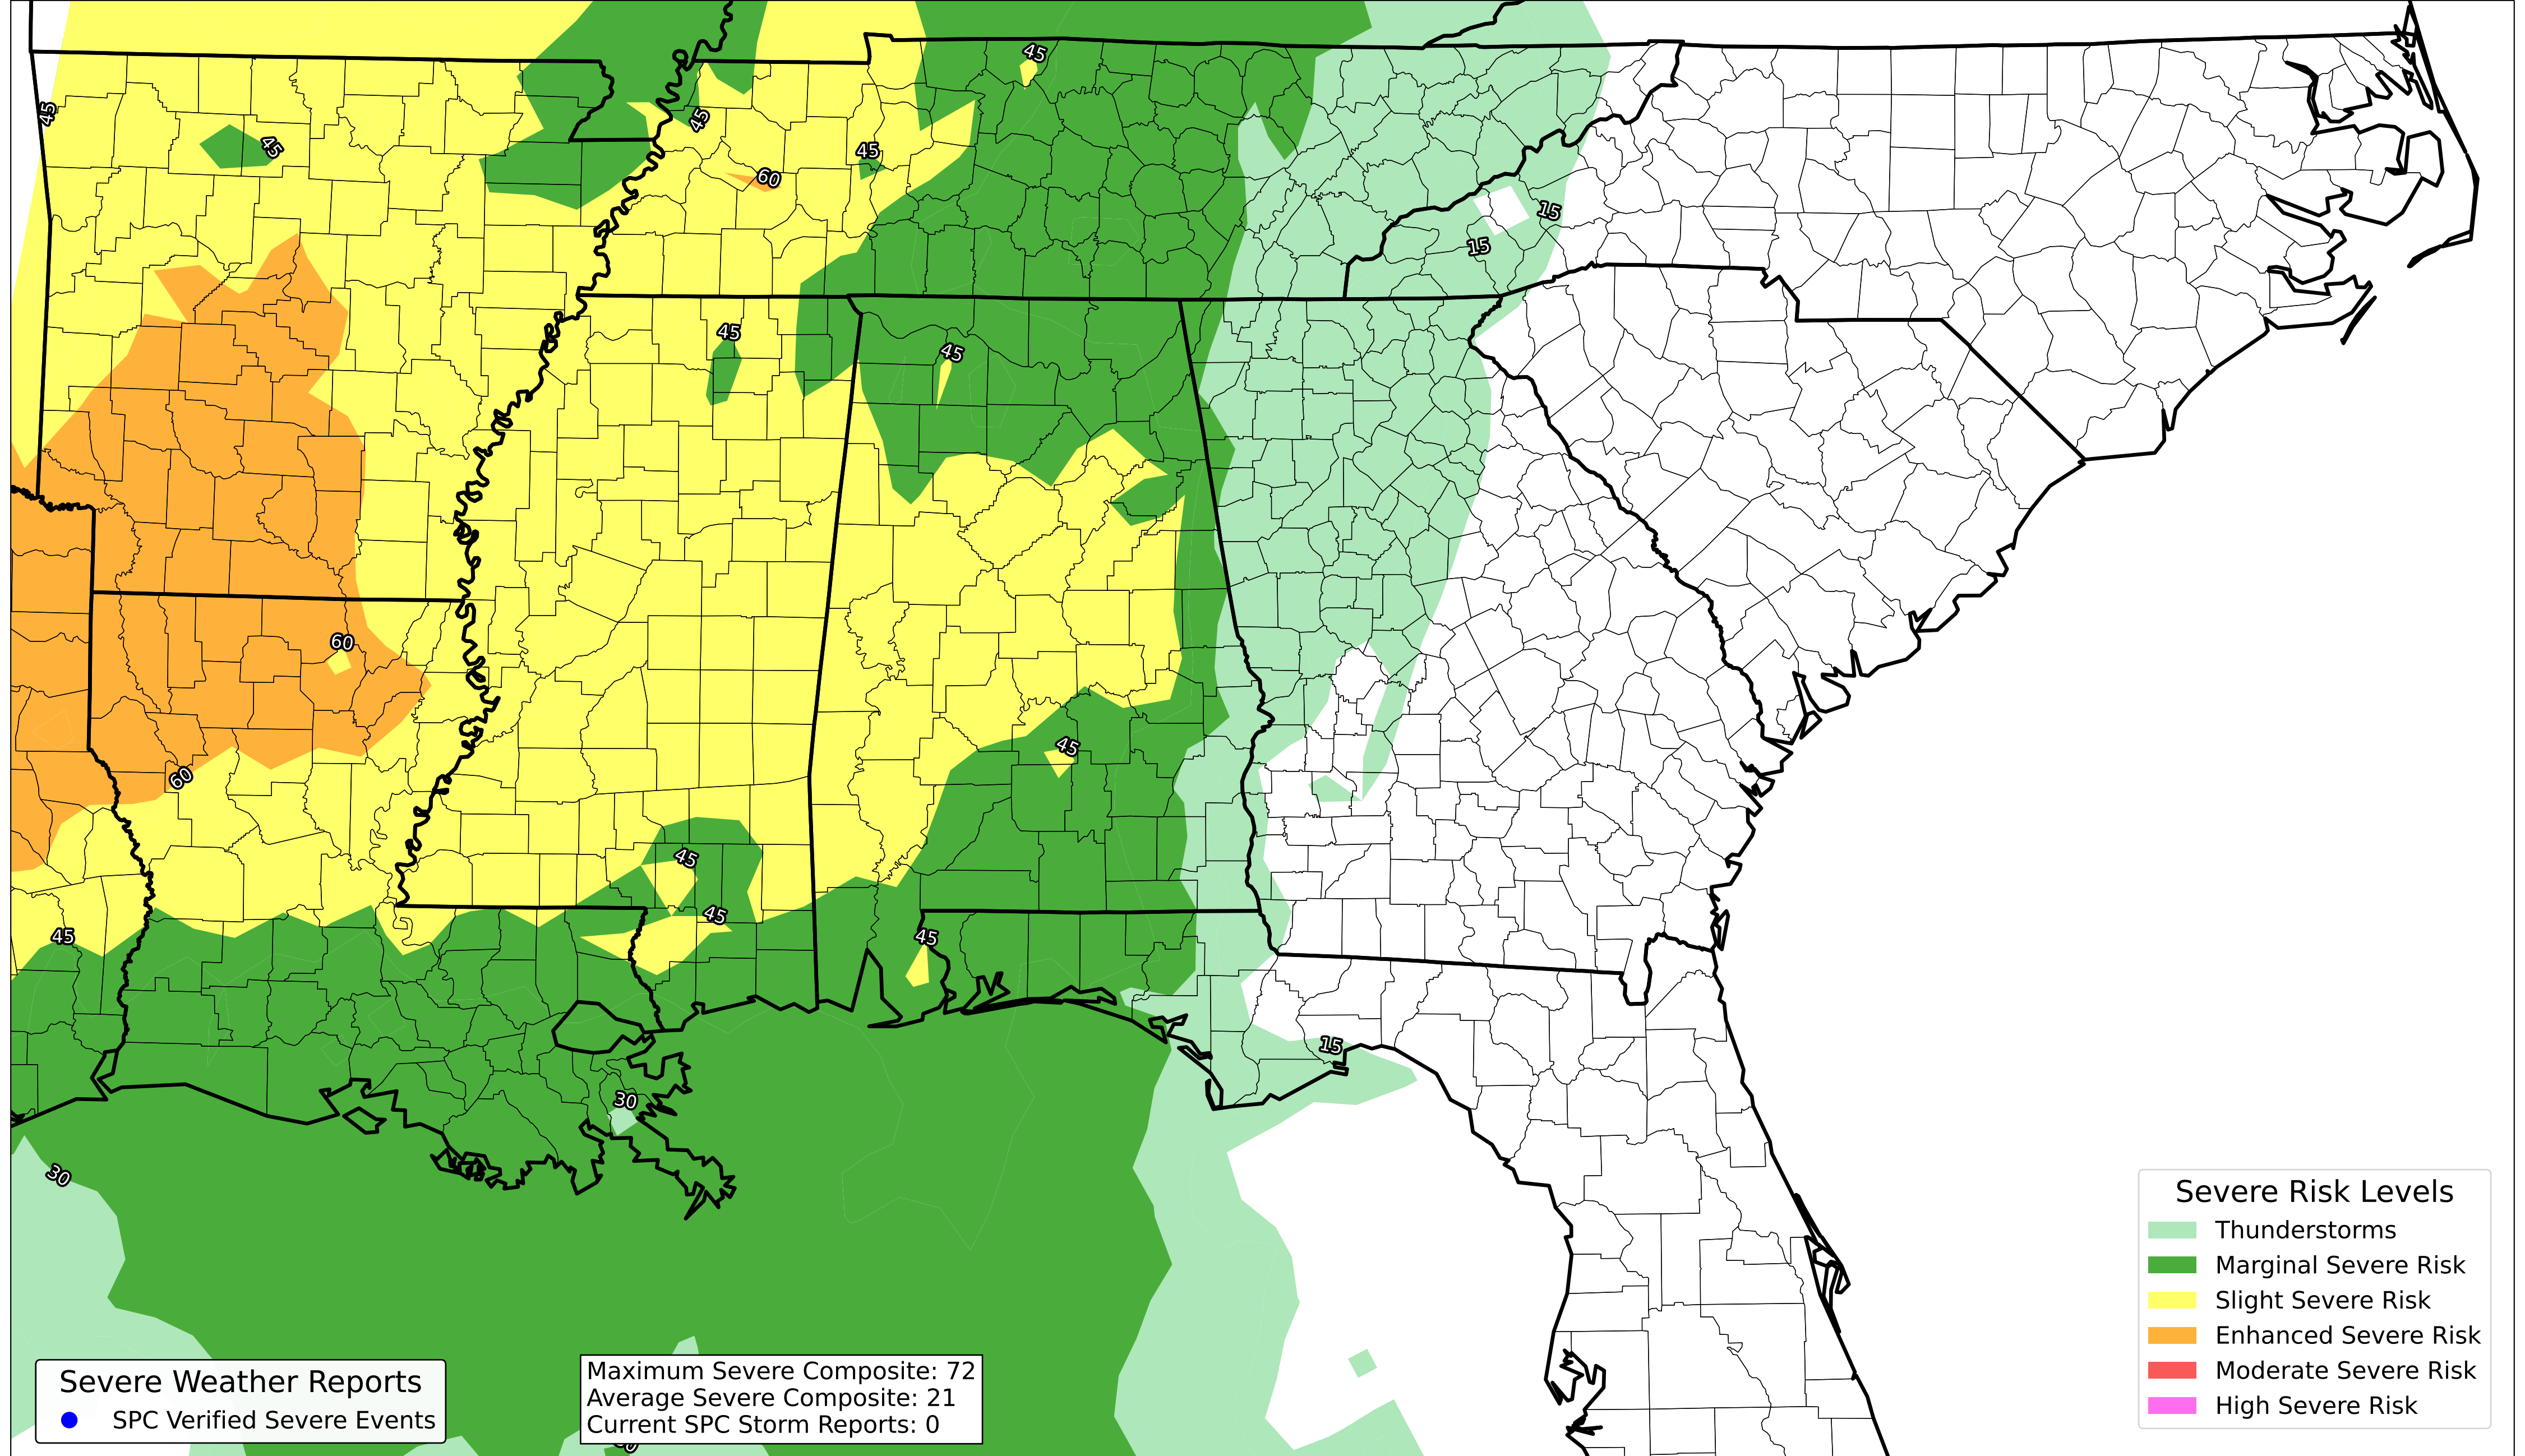 45
45
45
45
45
60
15
15
45
45
60
45
60
45
45
45
45
15
30
30
Severe Risk Levels
Thunderstorms
Marginal Severe Risk
Slight Severe Risk
Enhanced Severe Risk
Moderate Severe Risk
High Severe Risk
Severe Weather Reports
SPC Verified Severe Events
Maximum Severe Composite: 72
Average Severe Composite: 21
Current SPC Storm Reports: 0